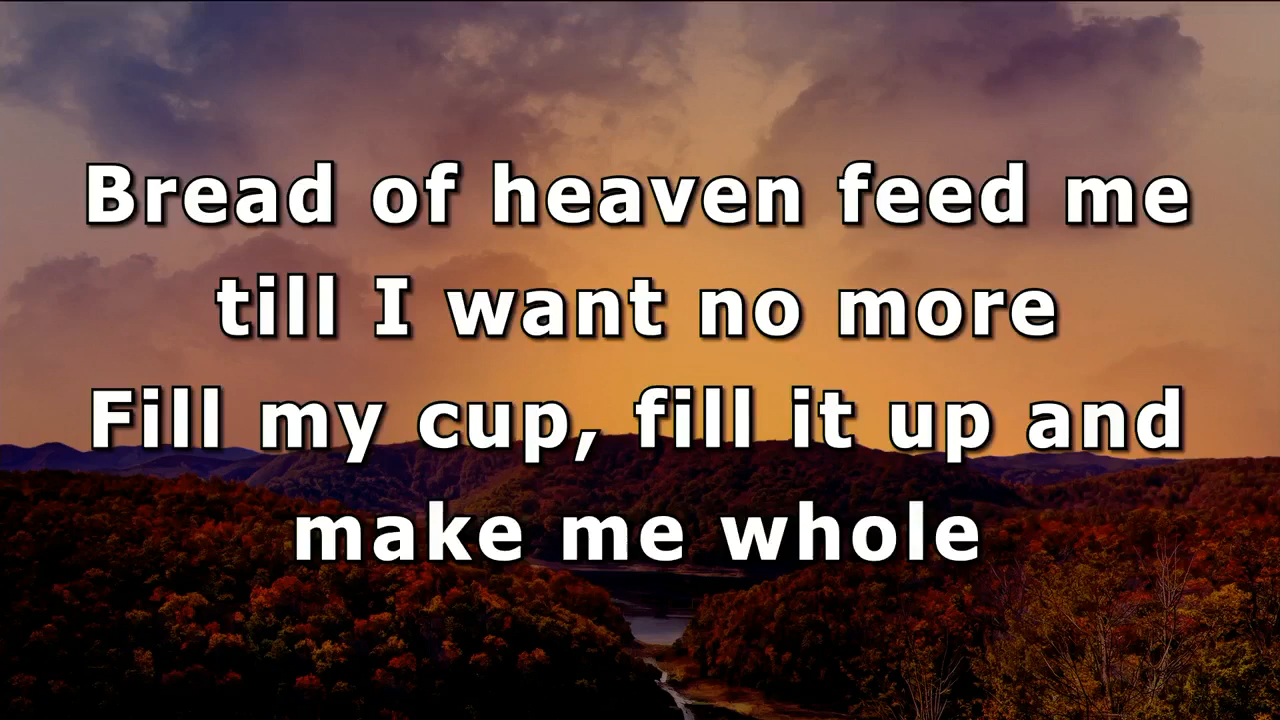 Bread of heaven feed me
till I want no more
Fill my cup, fill it up and
make me whole